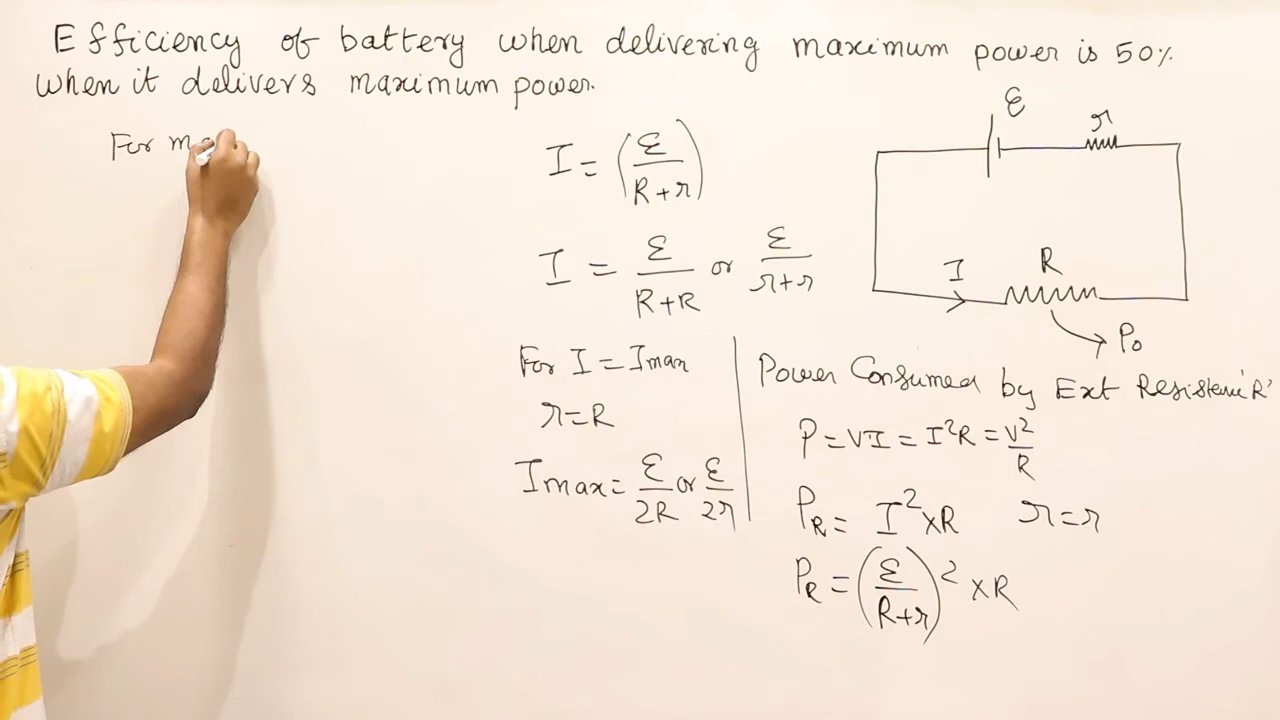 Efficiency of battery when delivering maximum power is 50%
when it delivers maximum power.
For m
I = (ε/(R+r))
I = ε/(R+R) or ε/(r+r)
For I = Imax
r=R
Imax = ε/2R or ε/2r
ε
r
I
R
P₀
Power Consumed by Ext 'R'
P = VI = I²R = V²/R
P_R = I² x R r=r
P_R = (ε/(R+r))² x R